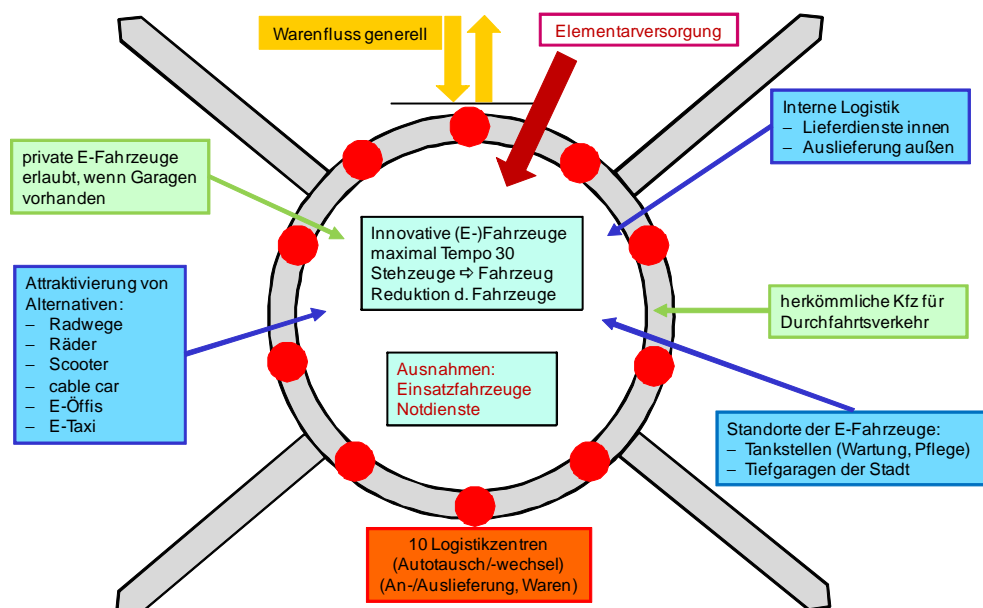 Warenfluss generell
Elementarversorgung
Interne Logistik
– Lieferdienste innen
– Auslieferung außen
private E-Fahrzeuge
erlaubt, wenn Garagen
vorhanden
Innovative (E-)Fahrzeuge
maximal Tempo 30
Stehzeuge ⇨ Fahrzeug
Reduktion d. Fahrzeuge
Attraktivierung von
Alternativen:
– Radwege
– Räder
– Scooter
– cable car
– E-Öffis
– E-Taxi
herkömmliche Kfz für
Durchfahrtsverkehr
Ausnahmen:
Einsatzfahrzeuge
Notdienste
Standorte der E-Fahrzeuge:
– Tankstellen (Wartung, Pflege)
– Tiefgaragen der Stadt
10 Logistikzentren
(Autotausch/-wechsel)
(An-/Auslieferung, Waren)